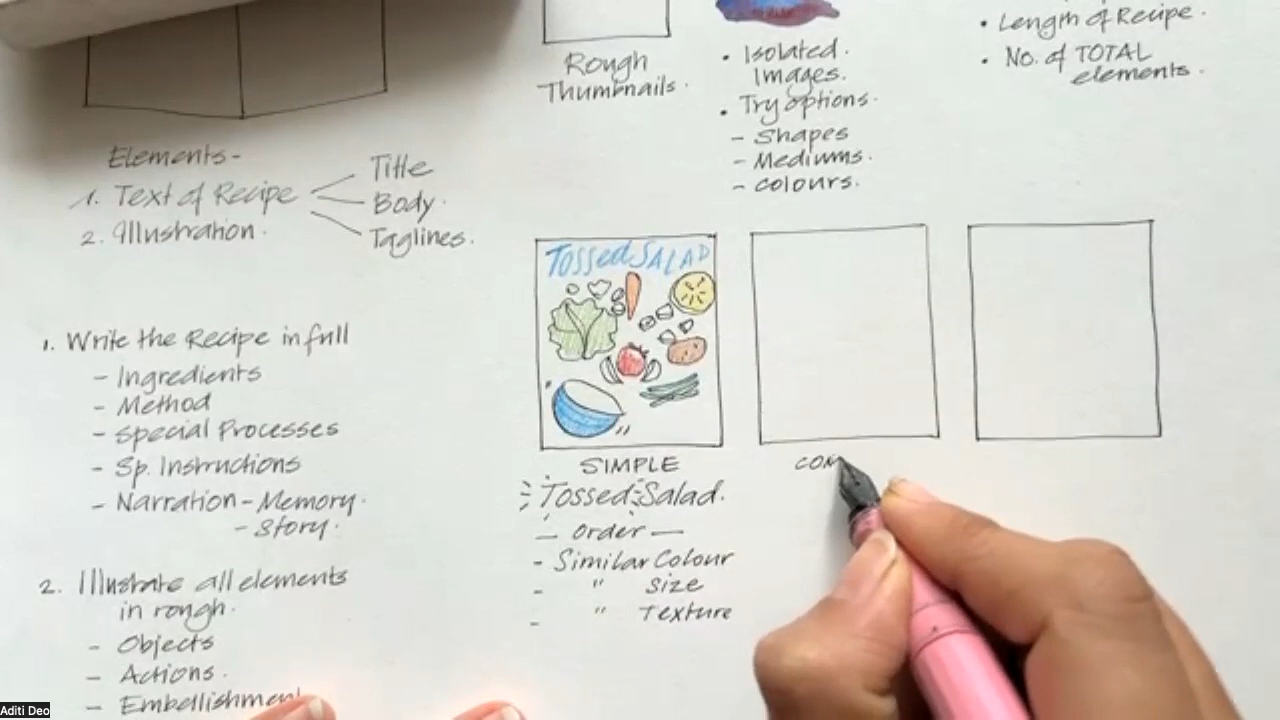 Rough
Thumbnails.
• Isolated.
Images.
• Try options.
- Shapes
- Mediums.
- colours.
• Length of Recipe.
• No. of TOTAL
elements.
Elements-
1. Text of Recipe
2. Illustration.
Title
Body.
Taglines.
1. Write the Recipe in full
- Ingredients
- Method
- Special Processes
- Sp. Instructions
- Narration - Memory.
- Story.
2. Illustrate all elements
in rough.
- Objects
- Actions.
- Embellishment
Tossed SALAD
SIMPLE
Tossed Salad.
- Order -
- Similar Colour
- " Size
- " Texture
COM
Aditi Deo